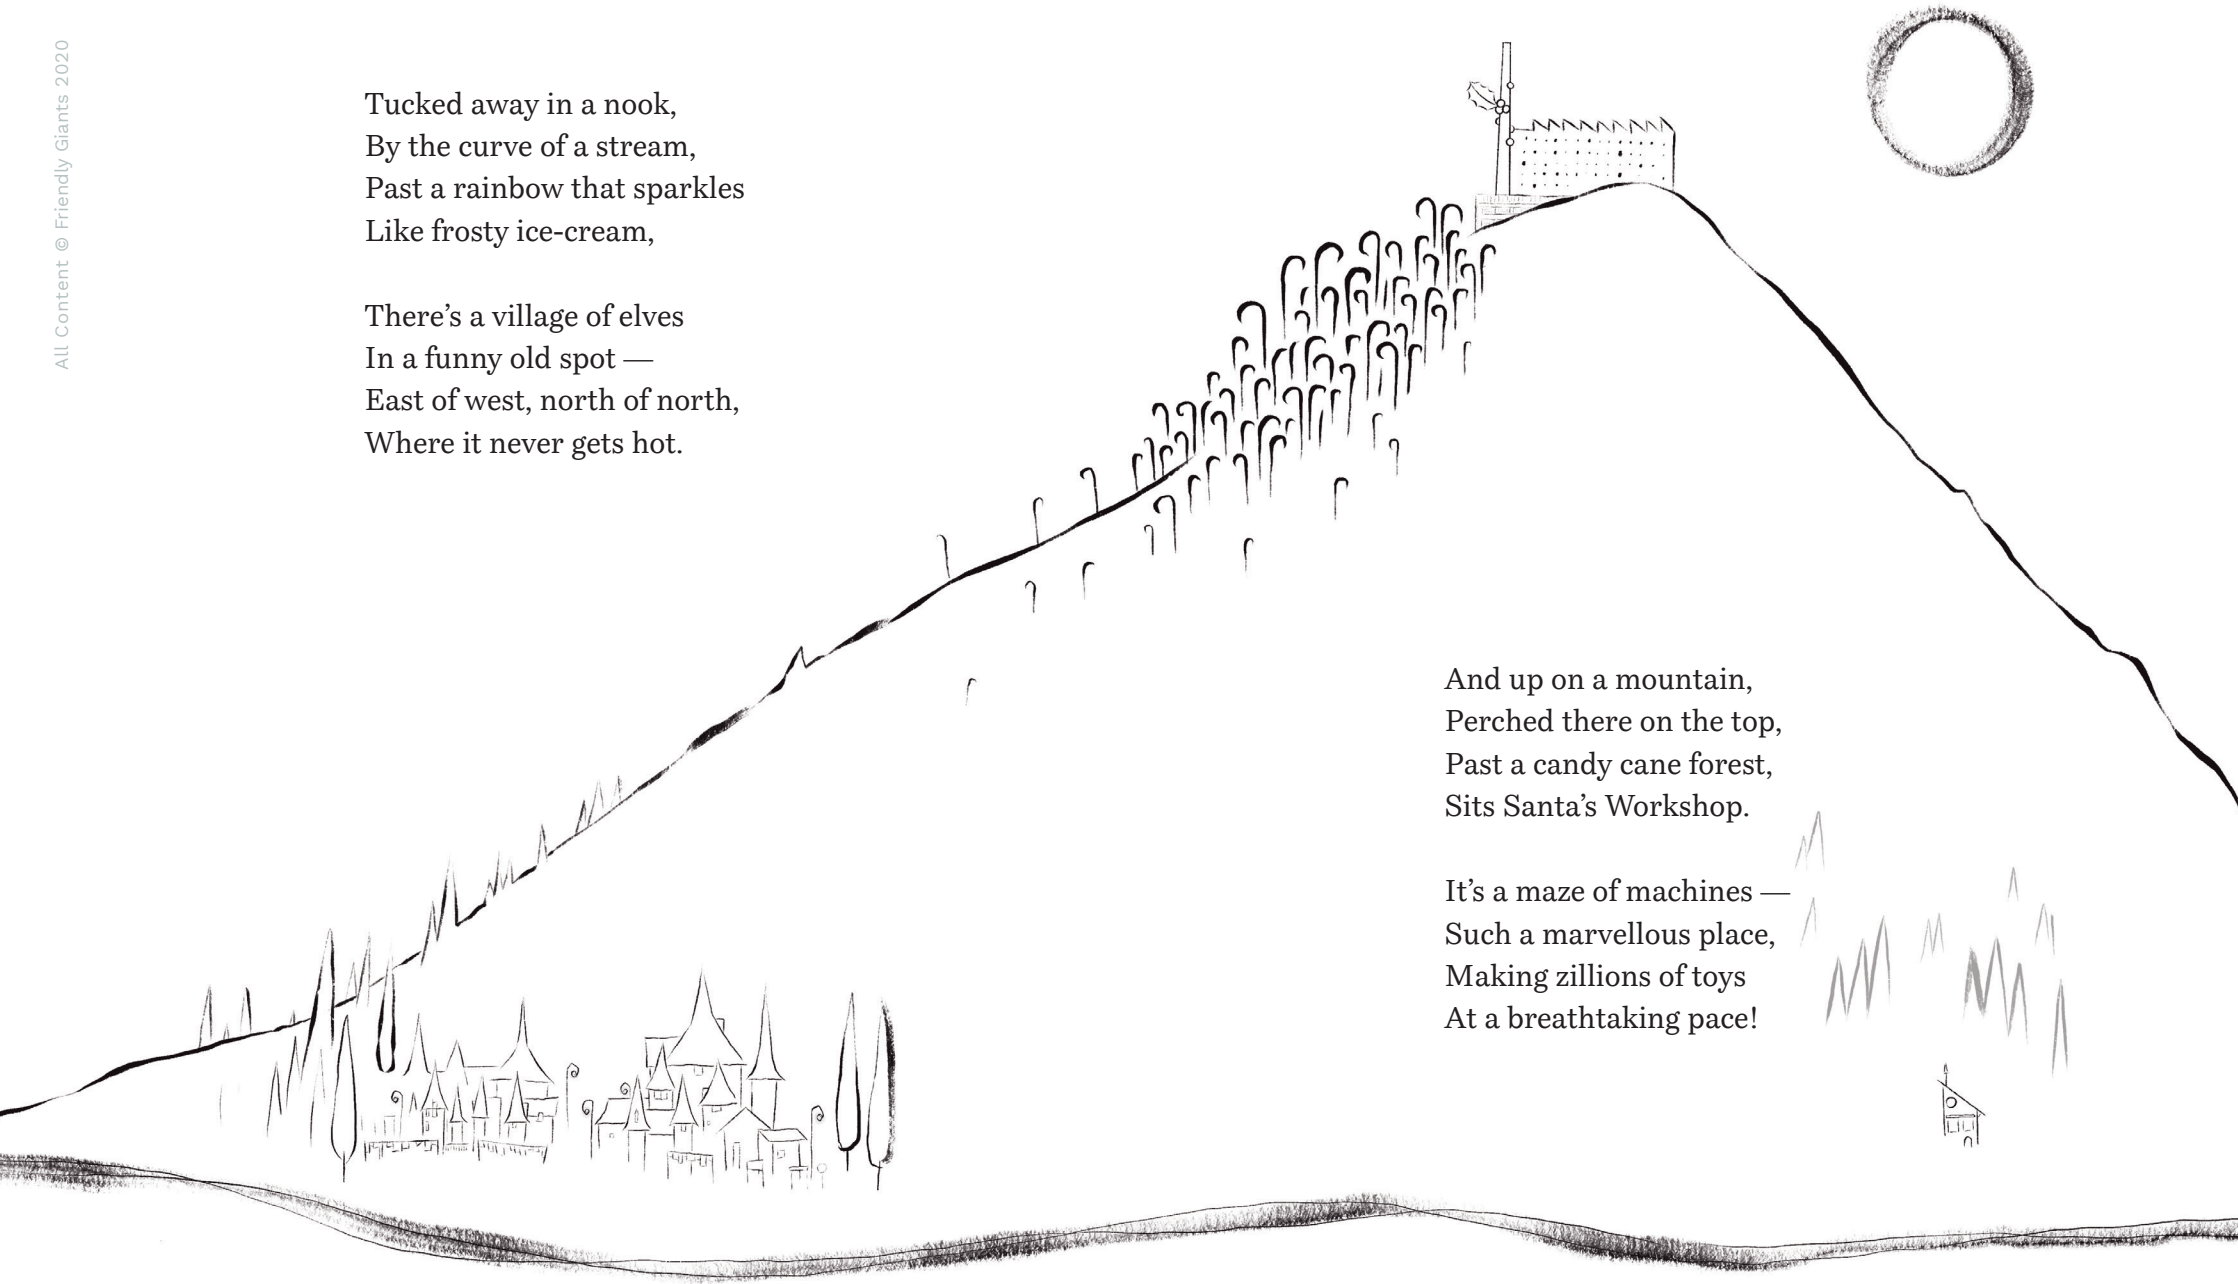 All Content © Friendly Giants 2020
Tucked away in a nook,
By the curve of a stream,
Past a rainbow that sparkles
Like frosty ice-cream,
There’s a village of elves
In a funny old spot —
East of west, north of north,
Where it never gets hot.
And up on a mountain,
Perched there on the top,
Past a candy cane forest,
Sits Santa’s Workshop.
It’s a maze of machines —
Such a marvellous place,
Making zillions of toys
At a breathtaking pace!